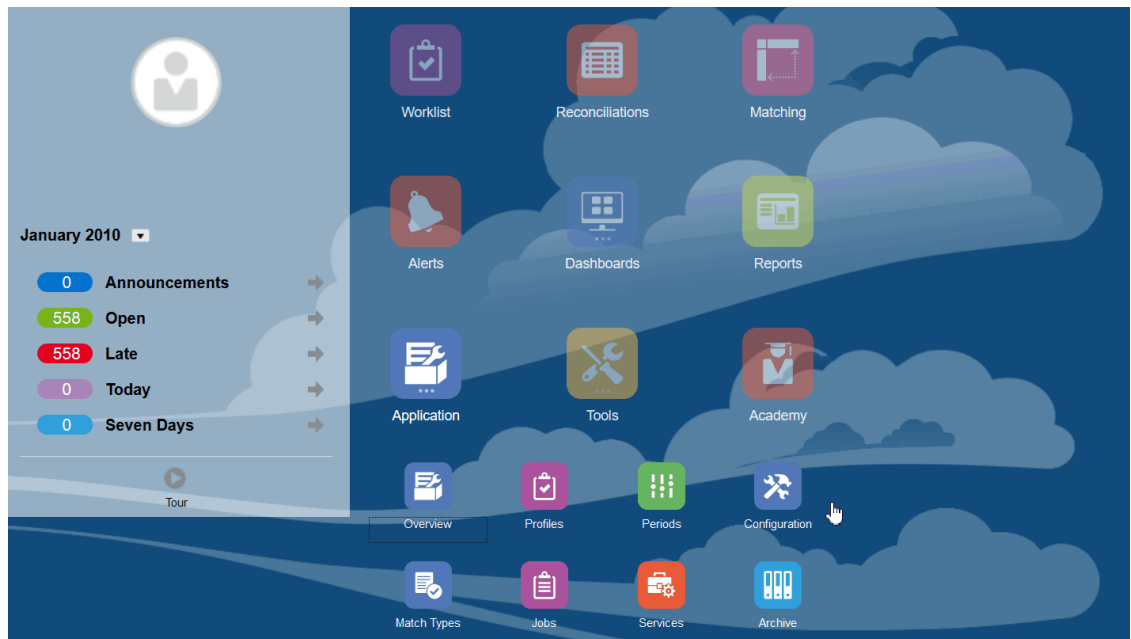 January 2010
0 Announcements
558 Open
558 Late
0 Today
0 Seven Days
Tour
Worklist
Reconciliations
Matching
Alerts
Dashboards
Reports
Application
Tools
Academy
Overview
Profiles
Periods
Configuration
Match Types
Jobs
Services
Archive